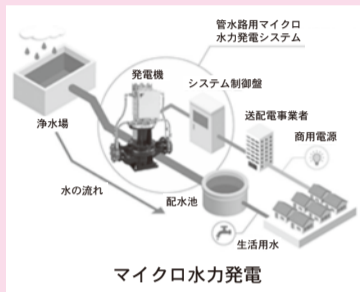 管水路用マイクロ
水力発電システム
発電機
システム制御盤
送配電事業者
商用電源
浄水場
水の流れ
配水池
生活用水
マイクロ水力発電